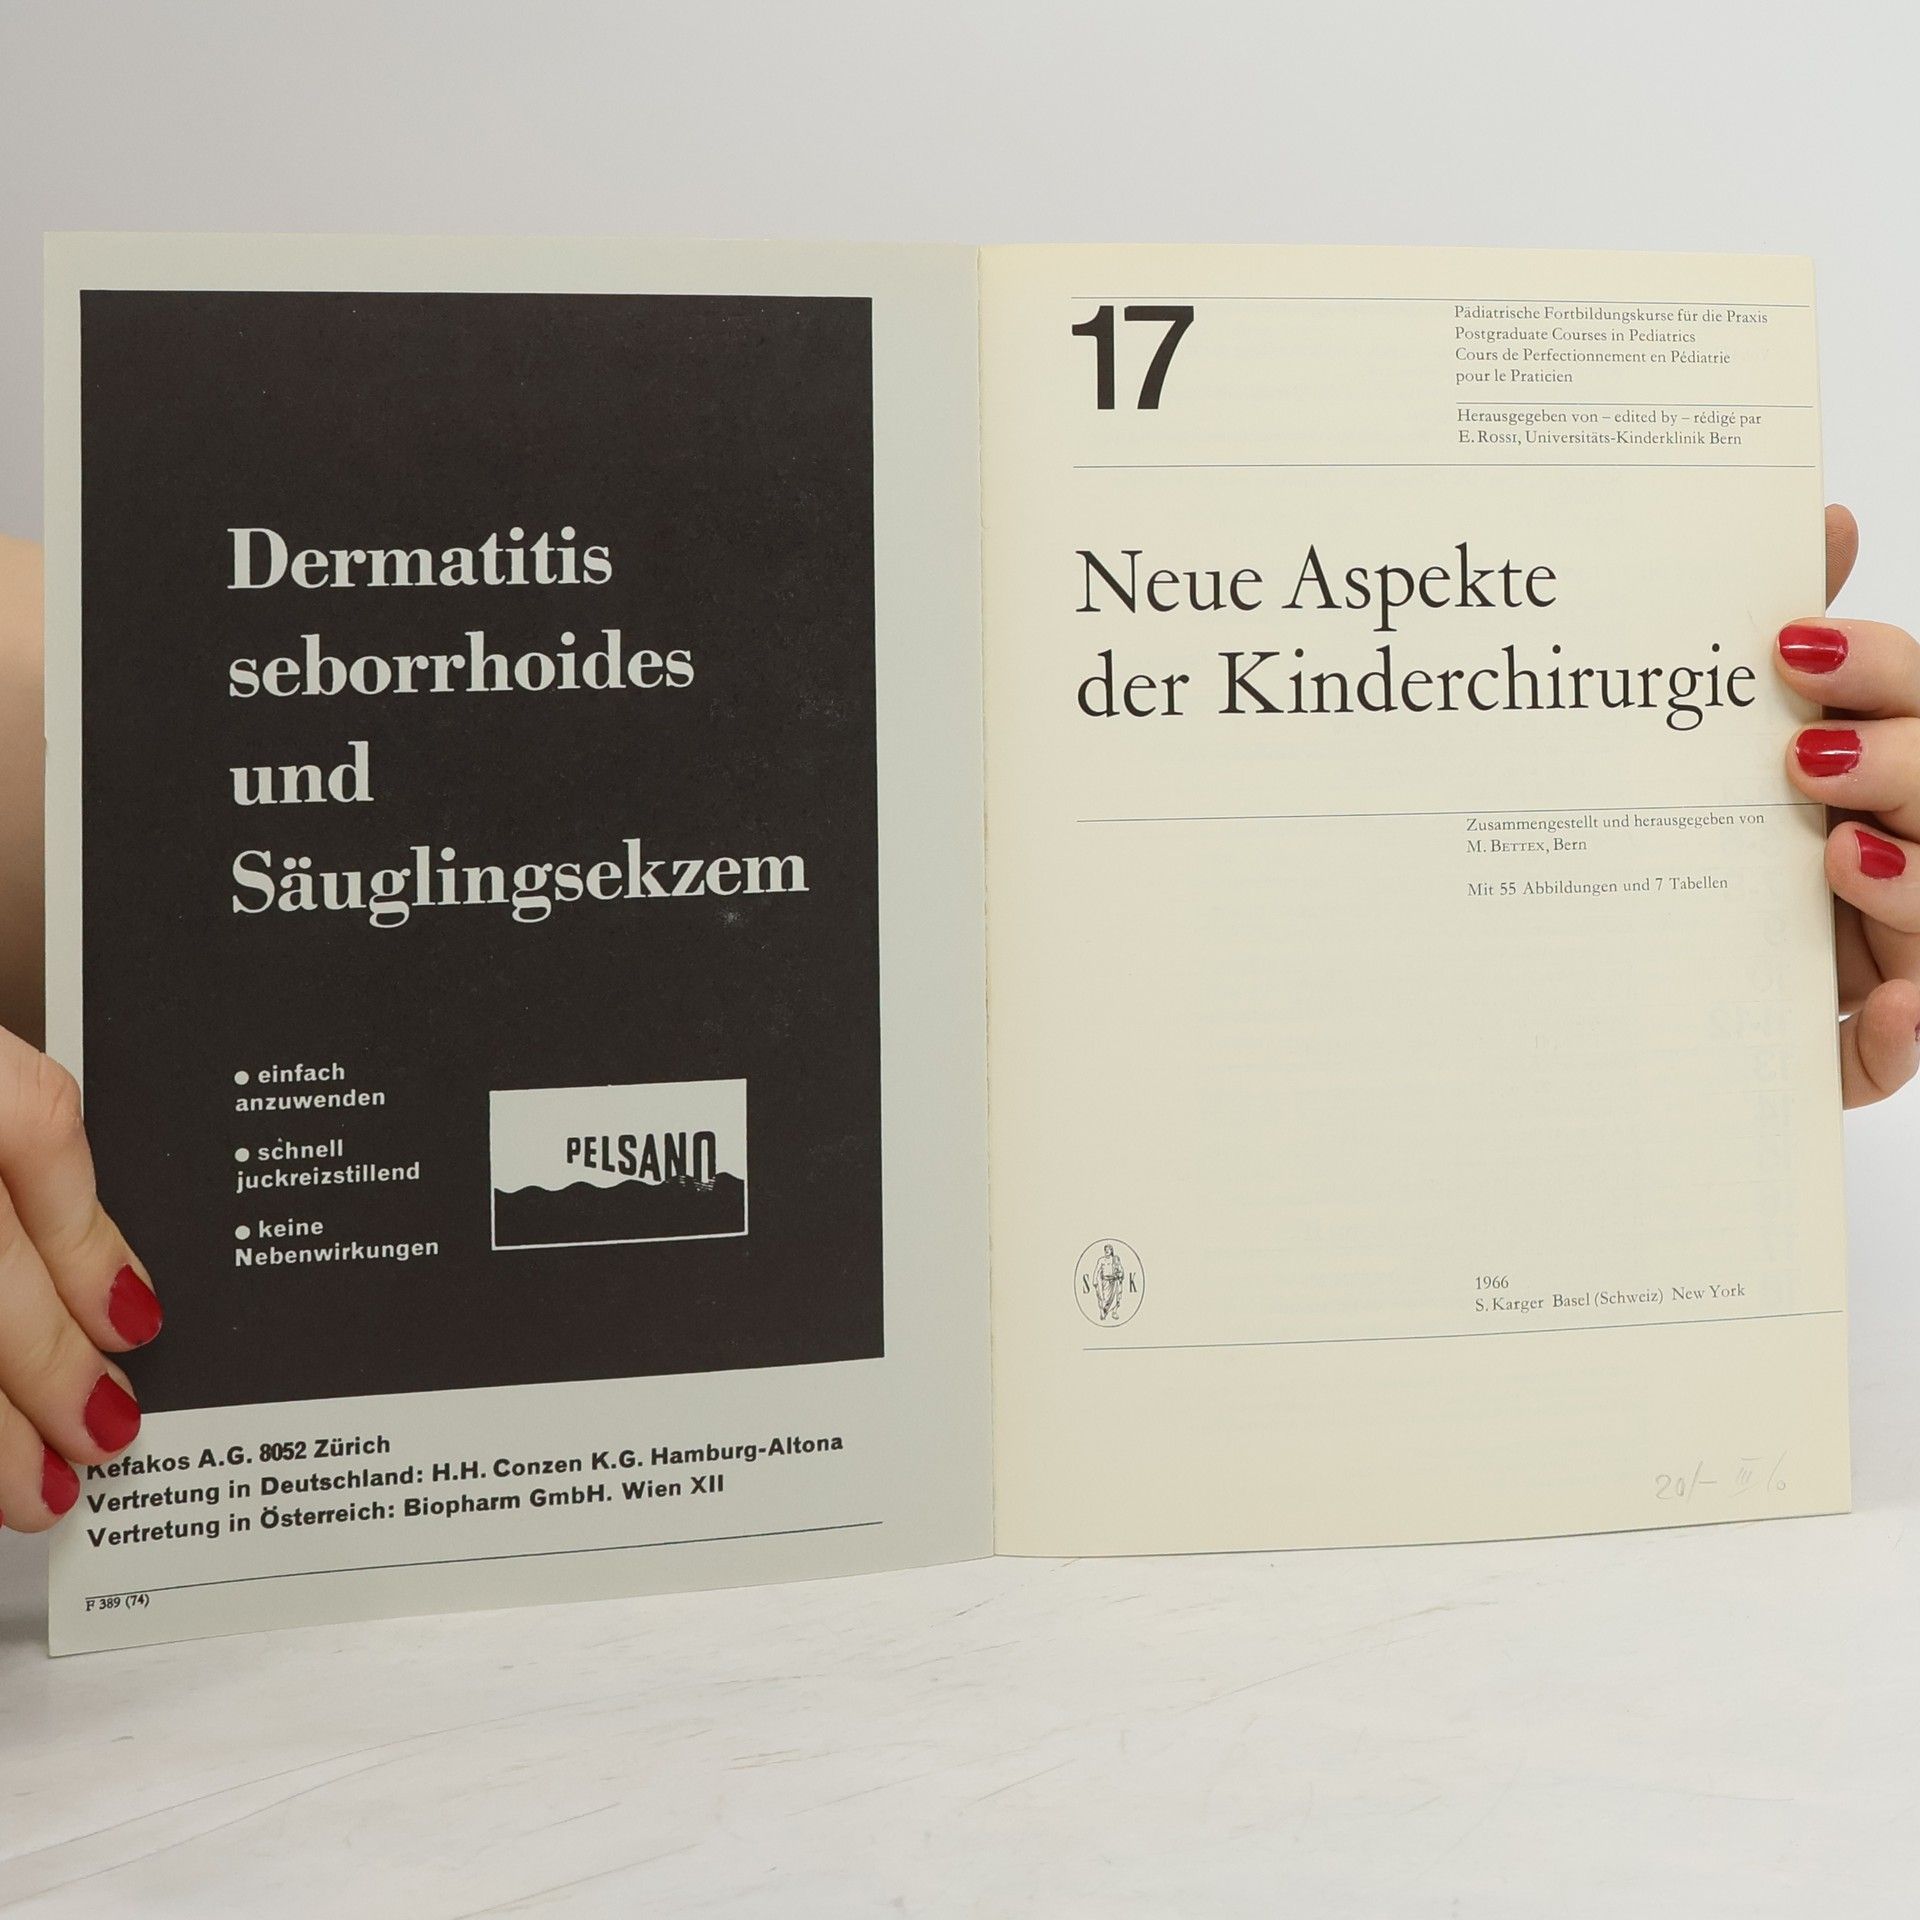 Dermatitis
seborrhoides
und
Säuglingsekzem
● einfach
anzuwenden
● schnell
juckreizstillend
● keine
Nebenwirkungen
PELSANO
Kefakos A.G. 8052 Zürich
Vertretung in Deutschland: H.H. Conzen K.G. Hamburg-Altona
Vertretung in Österreich: Biopharm GmbH. Wien XII
F 389 (74)
17
Pädiatrische Fortbildungskurse für die Praxis
Postgraduate Courses in Pediatrics
Cours de Perfectionnement en Pédiatrie
pour le Praticien
Herausgegeben von – edited by – rédigé par
E. Rossi, Universitäts-Kinderklinik Bern
Neue Aspekte
der Kinderchirurgie
Zusammengestellt und herausgegeben von
M. Bettex, Bern
Mit 55 Abbildungen und 7 Tabellen
S K
1966
S. Karger Basel (Schweiz) New York
20/-